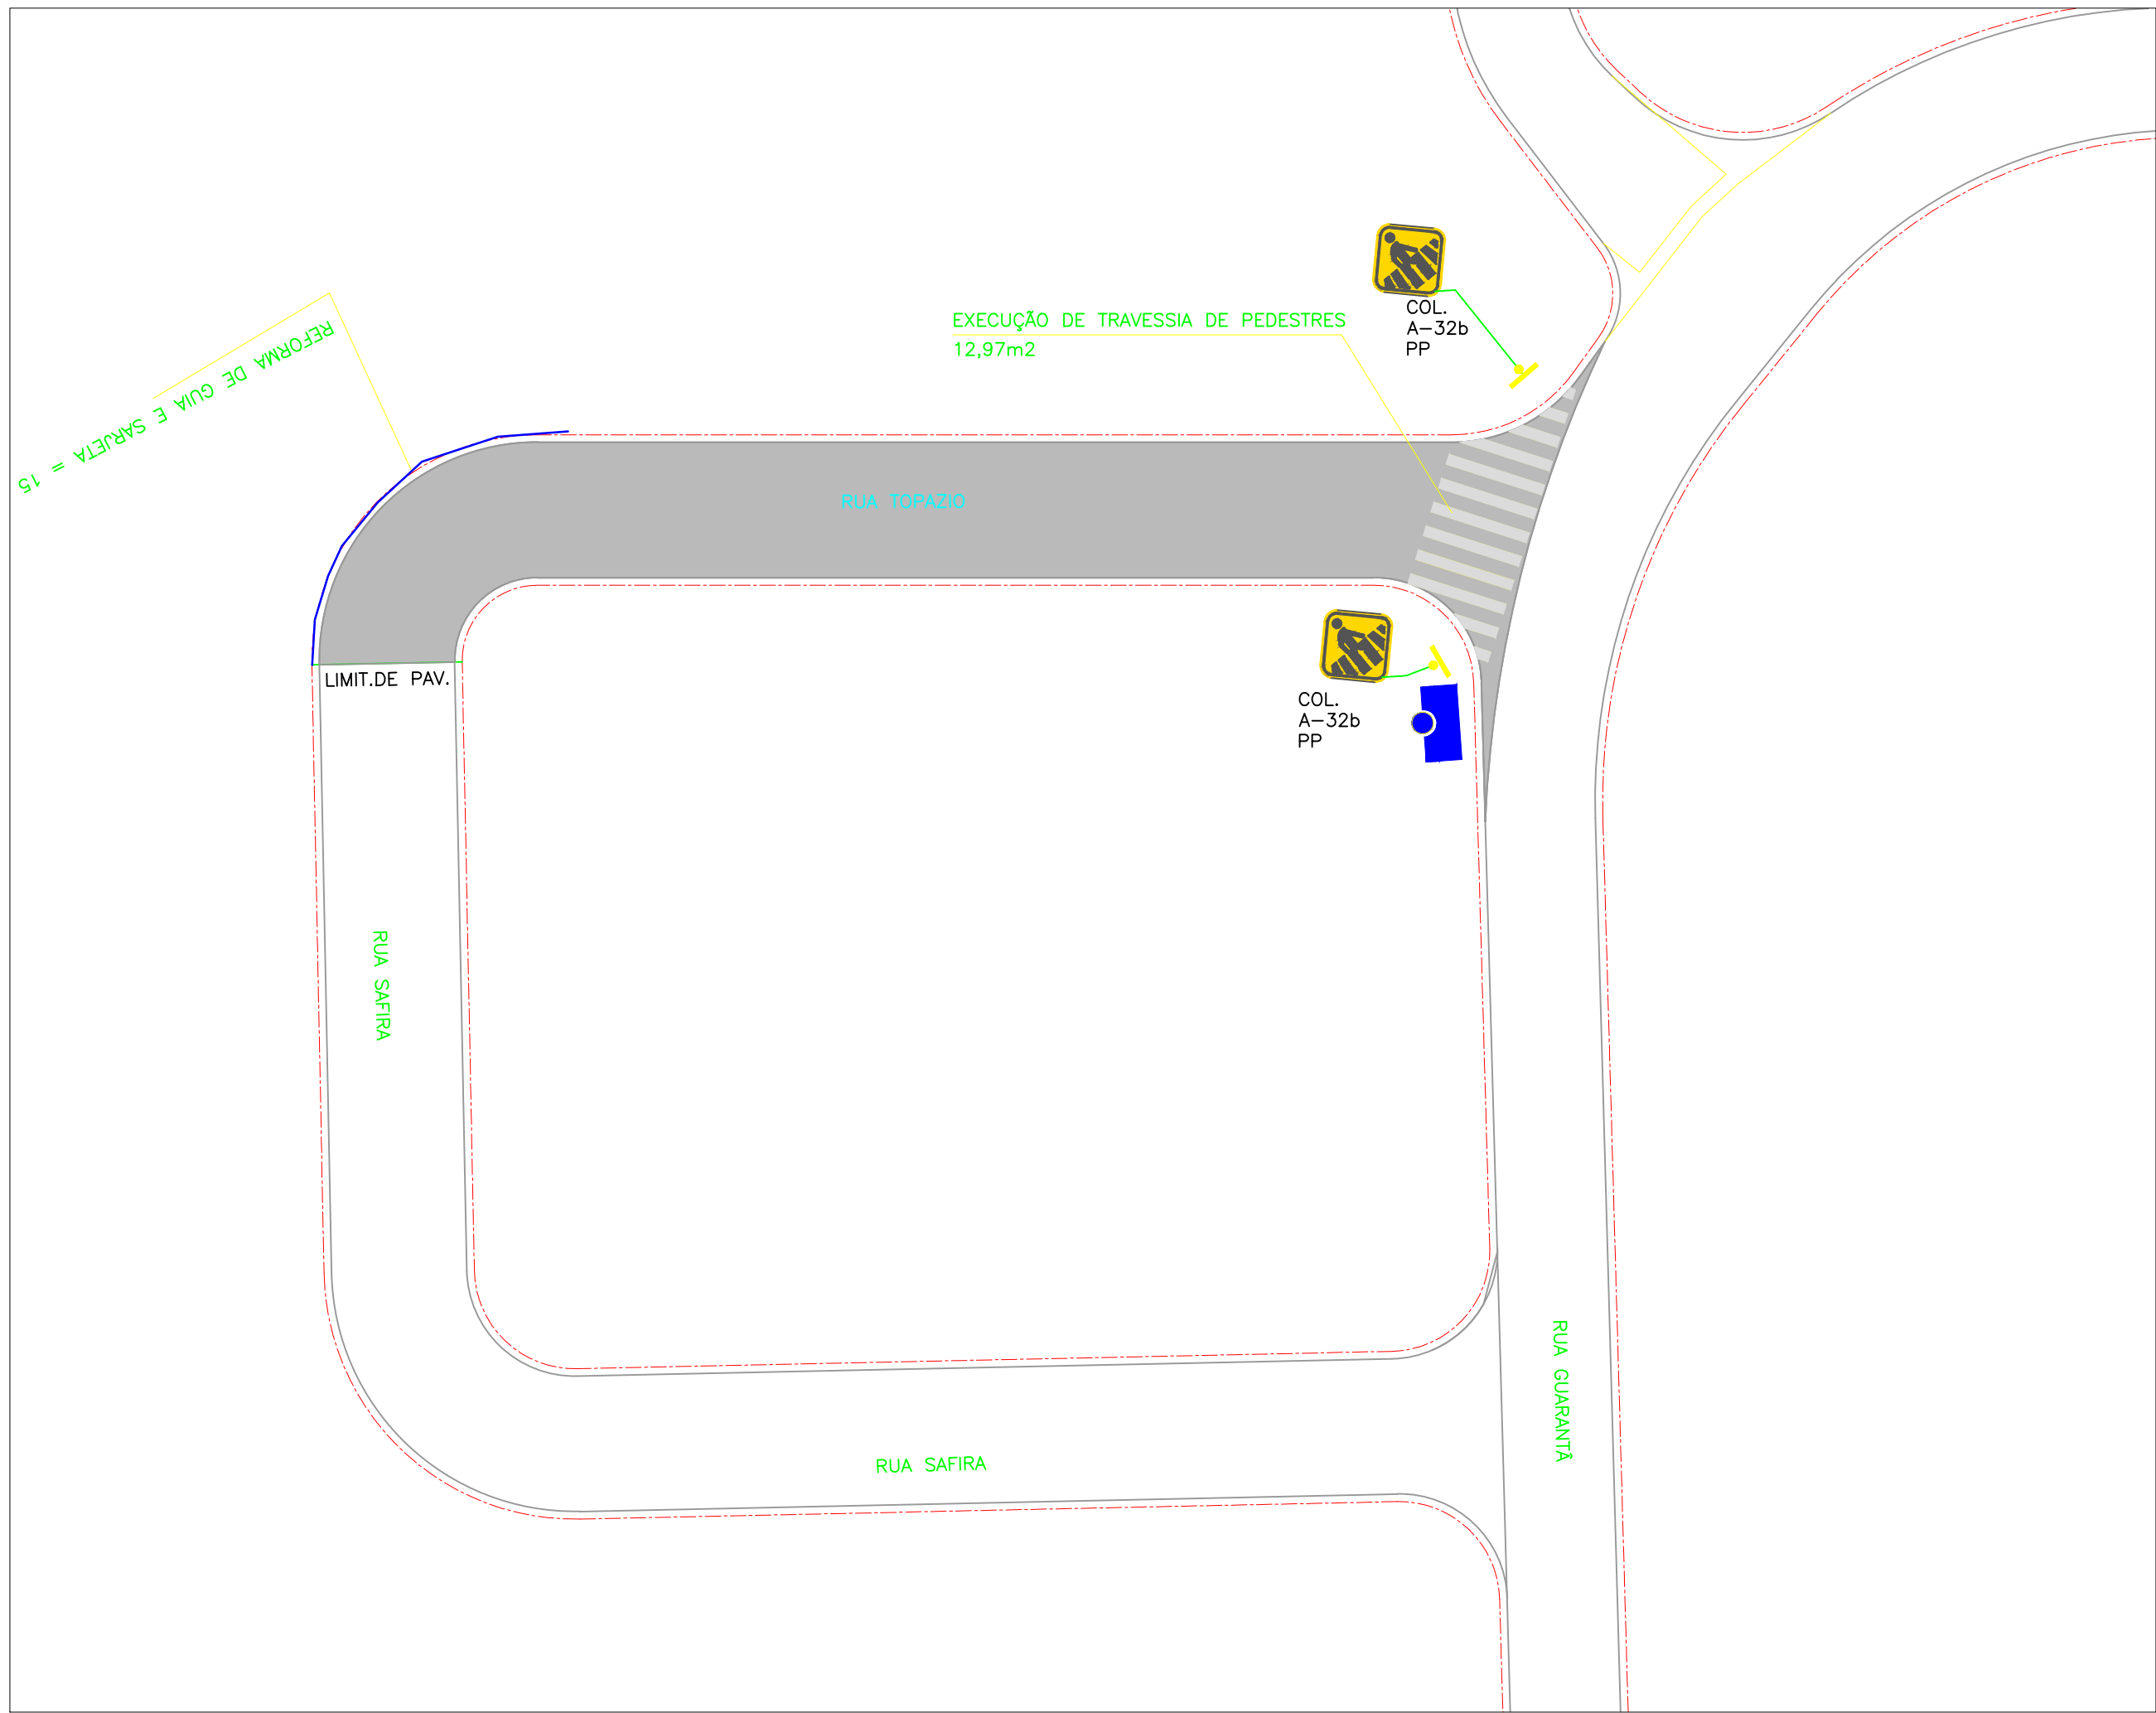 COL.
A-32b
PP
EXECUÇÃO DE TRAVESSIA DE PEDESTRES
12,97m2
REFORMA DE GUIA E SARJETA = 15
RUA TOPAZIO
LIMIT.DE PAV.
COL.
A-32b
PP
RUA SAFIRA
RUA GUARANTÃ
RUA SAFIRA